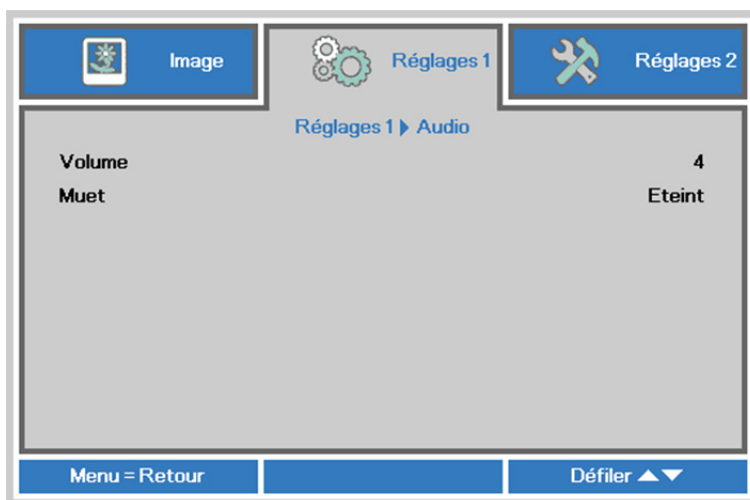 Image
Réglages 1
Réglages 2
Réglages 1 Audio
Volume 4
Muet Eteint
Menu = Retour
Défiler